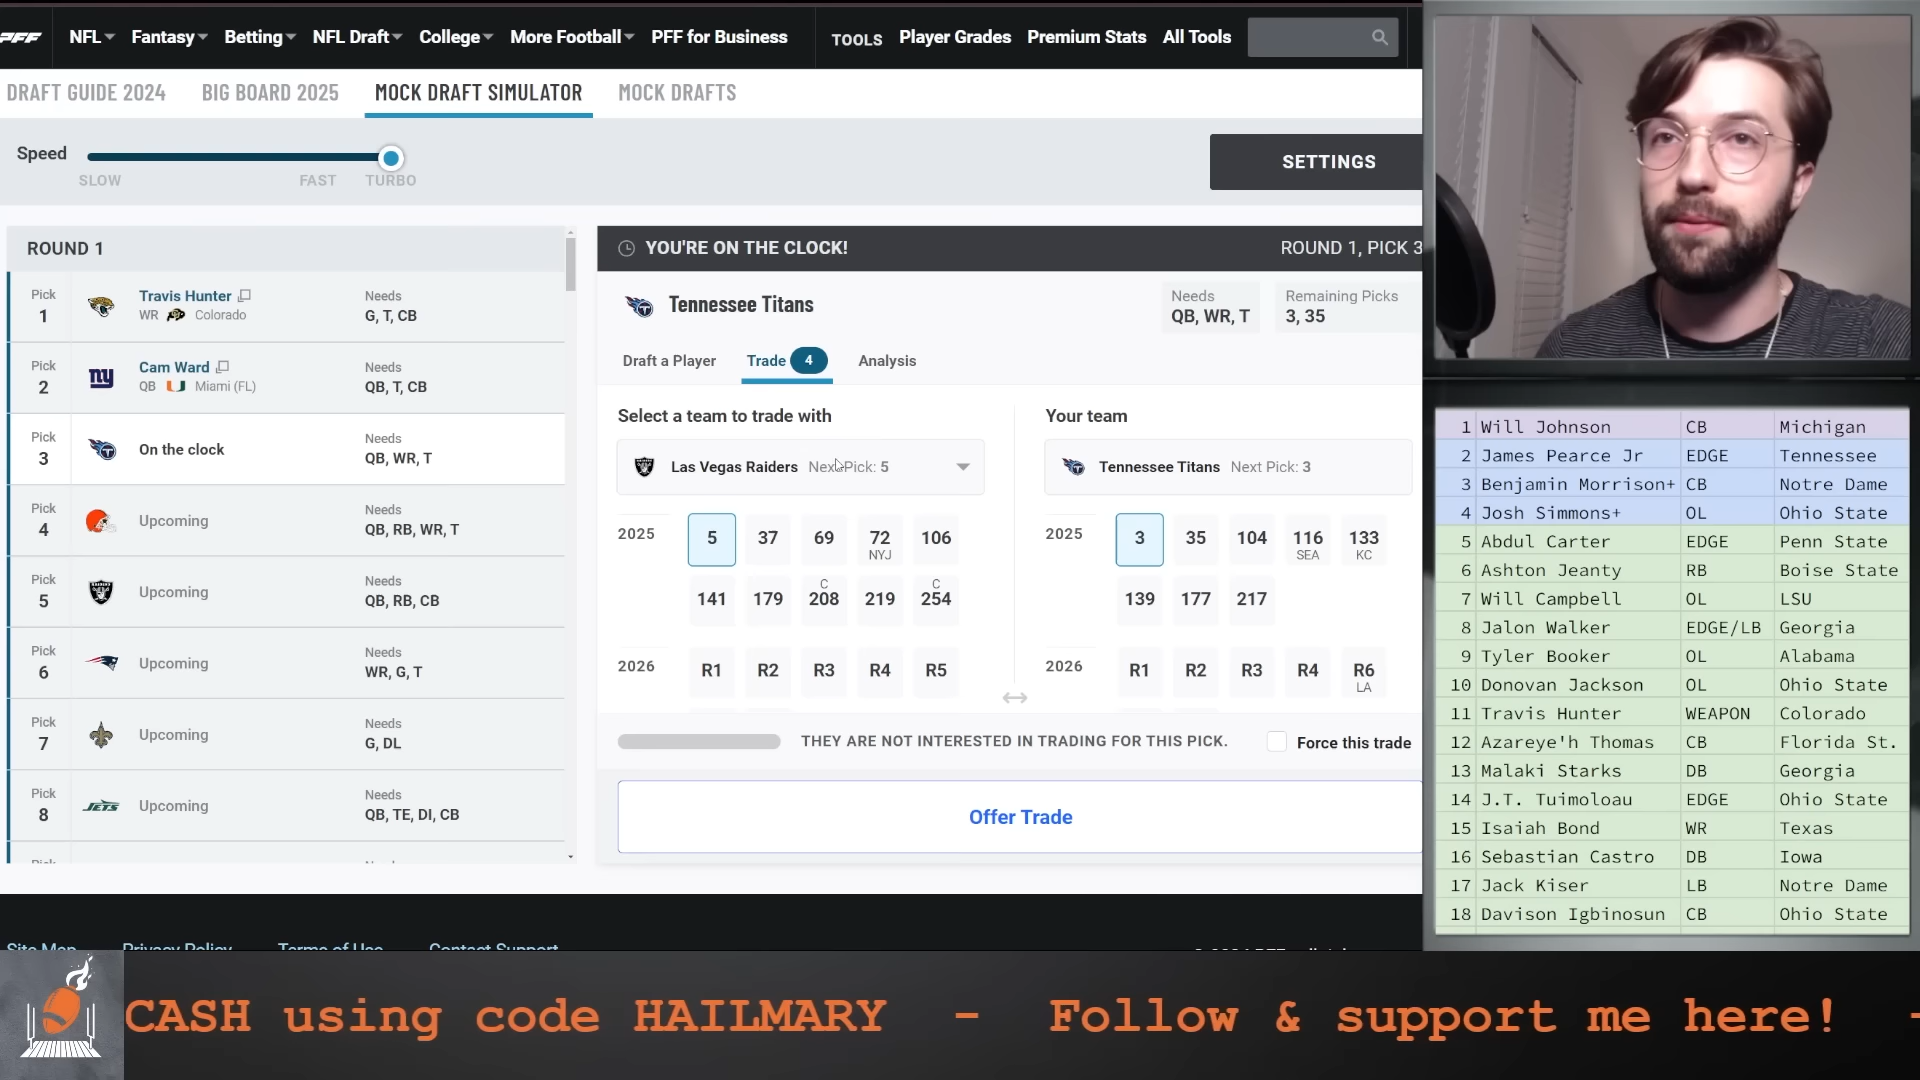 PFF
NFL
Fantasy
Betting
NFL Draft
College
More Football
PFF for Business
TOOLS
Player Grades
Premium Stats
All Tools
DRAFT GUIDE 2024
BIG BOARD 2025
MOCK DRAFT SIMULATOR
MOCK DRAFTS
Speed
SLOW
FAST
TURBO
SETTINGS
ROUND 1
Pick 1
Travis Hunter
WR Colorado
Needs
G, T, CB
Pick 2
ny
Cam Ward
QB Miami (FL)
Needs
QB, T, CB
Pick 3
On the clock
Needs
QB, WR, T
Pick 4
Upcoming
Needs
QB, RB, WR, T
Pick 5
Upcoming
Needs
QB, RB, CB
Pick 6
Upcoming
Needs
WR, G, T
Pick 7
Upcoming
Needs
G, DL
Pick 8
JETS
Upcoming
Needs
QB, TE, DI, CB
YOU'RE ON THE CLOCK!
ROUND 1, PICK 3
Tennessee Titans
Needs
QB, WR, T
Remaining Picks
3, 35
Draft a Player
Trade 4
Analysis
Select a team to trade with
Las Vegas Raiders Next Pick: 5
2025 5 37 69 72 NYJ 106
141 179 C 208 219 C 254
2026 R1 R2 R3 R4 R5
Your team
Tennessee Titans Next Pick: 3
2025 3 35 104 116 SEA 133 KC
139 177 217
2026 R1 R2 R3 R4 R6 LA
THEY ARE NOT INTERESTED IN TRADING FOR THIS PICK.
Force this trade
Offer Trade
Site Map
Privacy Policy
Terms of Use
Contact Support
1 Will Johnson CB Michigan
2 James Pearce Jr EDGE Tennessee
3 Benjamin Morrison+ CB Notre Dame
4 Josh Simmons+ OL Ohio State
5 Abdul Carter EDGE Penn State
6 Ashton Jeanty RB Boise State
7 Will Campbell OL LSU
8 Jalon Walker EDGE/LB Georgia
9 Tyler Booker OL Alabama
10 Donovan Jackson OL Ohio State
11 Travis Hunter WEAPON Colorado
12 Azareye'h Thomas CB Florida St.
13 Malaki Starks DB Georgia
14 J.T. Tuimoloau EDGE Ohio State
15 Isaiah Bond WR Texas
16 Sebastian Castro DB Iowa
17 Jack Kiser LB Notre Dame
18 Davison Igbinosun CB Ohio State
CASH using code HAILMARY - Follow & support me here! -